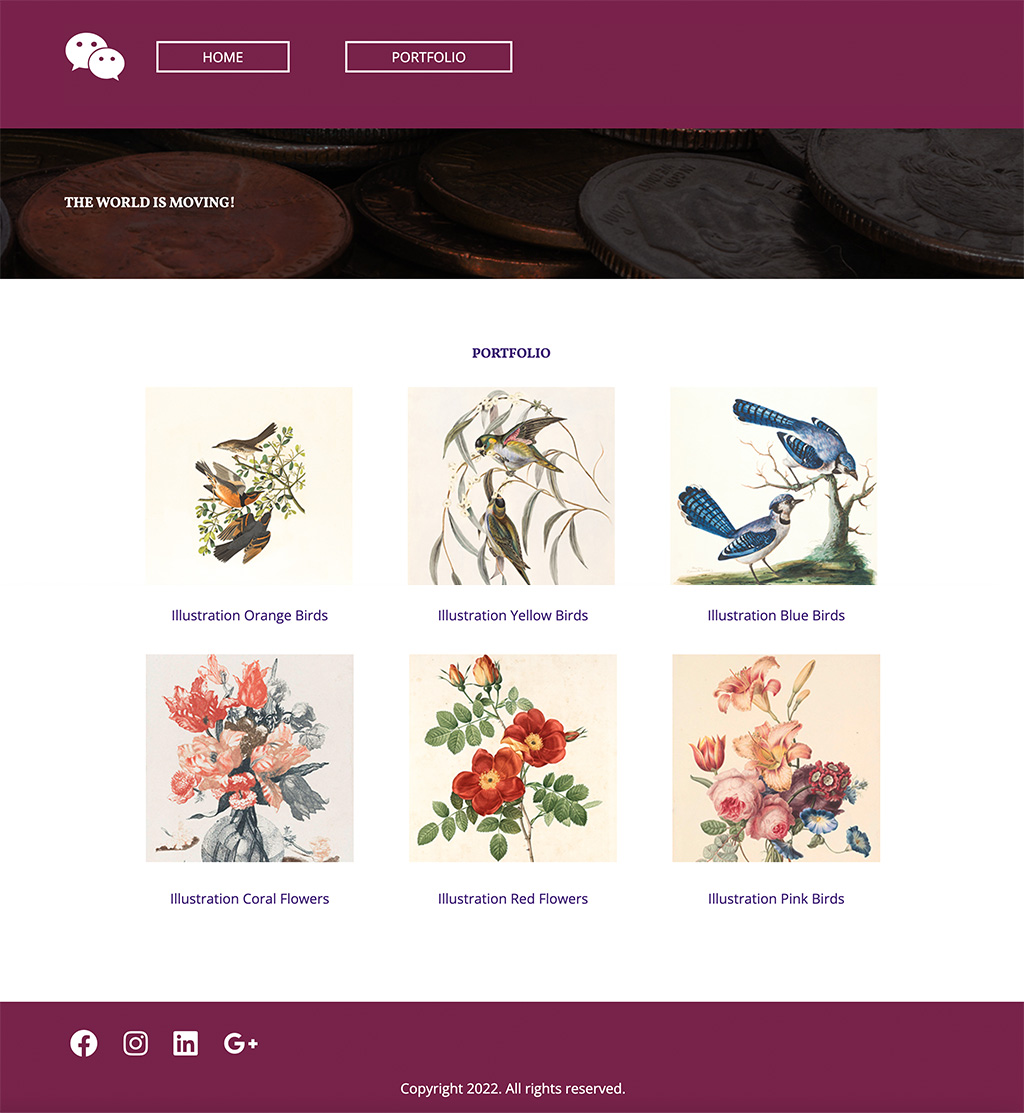 HOME
PORTFOLIO
THE WORLD IS MOVING!
PORTFOLIO
Illustration Orange Birds
Illustration Yellow Birds
Illustration Blue Birds
Illustration Coral Flowers
Illustration Red Flowers
Illustration Pink Birds
Copyright 2022. All rights reserved.